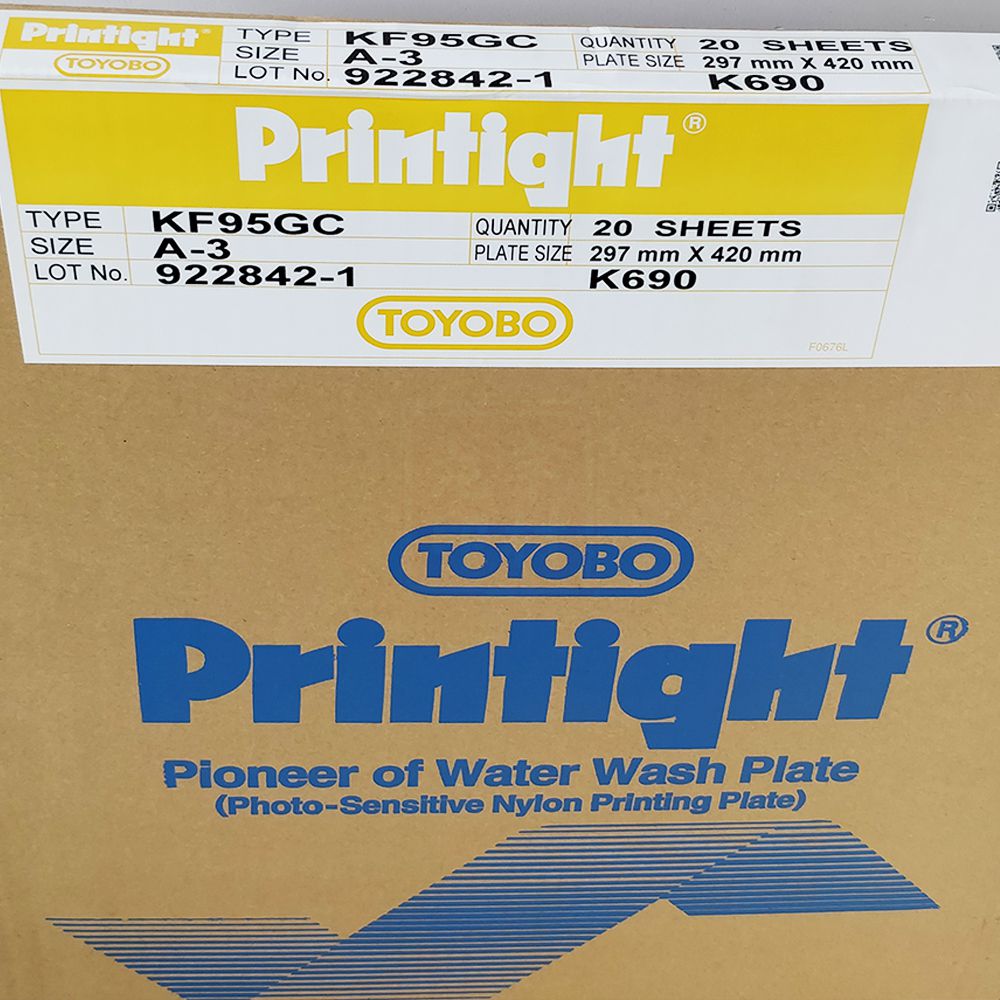 Printight®
TOYOBO
TYPE KF95GC QUANTITY 20 SHEETS
SIZE A-3 PLATE SIZE 297 mm X 420 mm
LOT No. 922842-1 K690
Printight®
TYPE KF95GC QUANTITY 20 SHEETS
SIZE A-3 PLATE SIZE 297 mm X 420 mm
LOT No. 922842-1 K690
TOYOBO
F0676L
TOYOBO
Printight®
Pioneer of Water Wash Plate
(Photo-Sensitive Nylon Printing Plate)